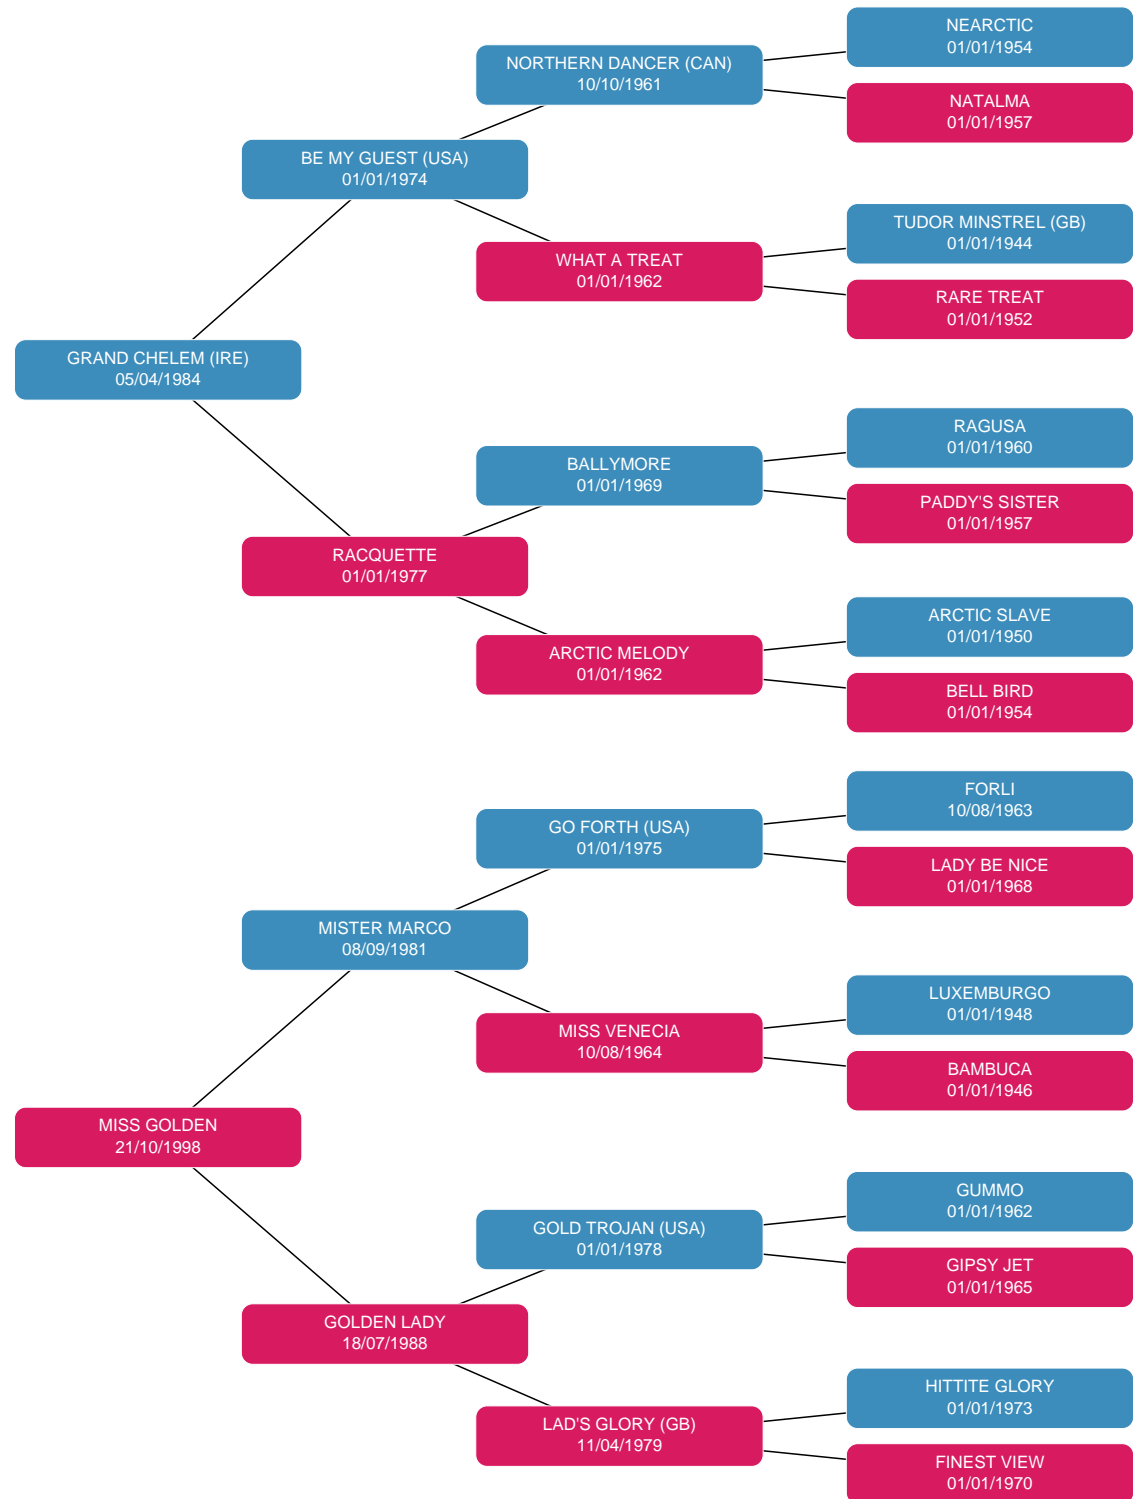 NEARCTIC
01/01/1954
NORTHERN DANCER (CAN)
10/10/1961
NATALMA
01/01/1957
BE MY GUEST (USA)
01/01/1974
TUDOR MINSTREL (GB)
01/01/1944
WHAT A TREAT
01/01/1962
RARE TREAT
01/01/1952
GRAND CHELEM (IRE)
05/04/1984
RAGUSA
01/01/1960
BALLYMORE
01/01/1969
PADDY'S SISTER
01/01/1957
RACQUETTE
01/01/1977
ARCTIC SLAVE
01/01/1950
ARCTIC MELODY
01/01/1962
BELL BIRD
01/01/1954
FORLI
10/08/1963
GO FORTH (USA)
01/01/1975
LADY BE NICE
01/01/1968
MISTER MARCO
08/09/1981
LUXEMBURGO
01/01/1948
MISS VENECIA
10/08/1964
BAMBUCA
01/01/1946
MISS GOLDEN
21/10/1998
GUMMO
01/01/1962
GOLD TROJAN (USA)
01/01/1978
GIPSY JET
01/01/1965
GOLDEN LADY
18/07/1988
HITTITE GLORY
01/01/1973
LAD'S GLORY (GB)
11/04/1979
FINEST VIEW
01/01/1970